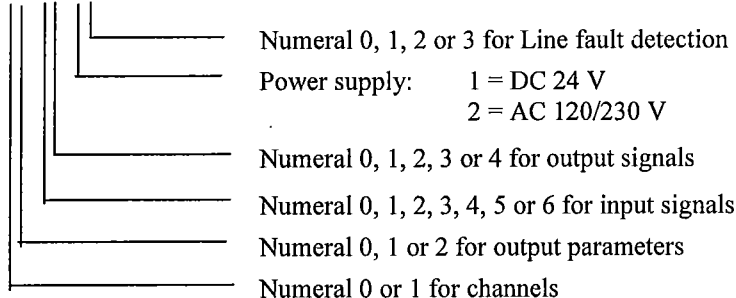 Numeral 0, 1, 2 or 3 for Line fault detection
Power supply: 1 = DC 24 V
2 = AC 120/230 V
Numeral 0, 1, 2, 3 or 4 for output signals
Numeral 0, 1, 2, 3, 4, 5 or 6 for input signals
Numeral 0, 1 or 2 for output parameters
Numeral 0 or 1 for channels